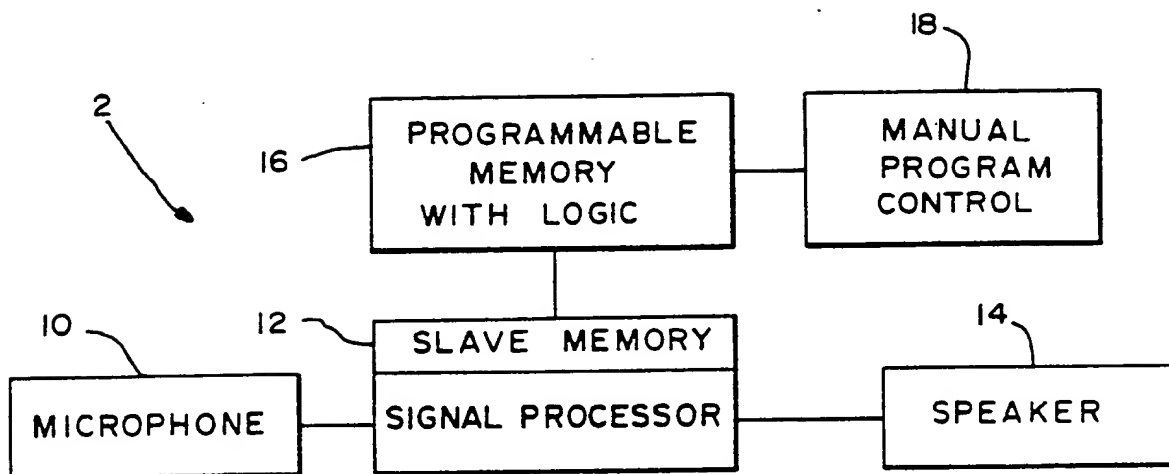 18
2
16
PROGRAMMABLE
MEMORY
WITH LOGIC
MANUAL
PROGRAM
CONTROL
10
12
14
SLAVE MEMORY
MICROPHONE
SIGNAL PROCESSOR
SPEAKER